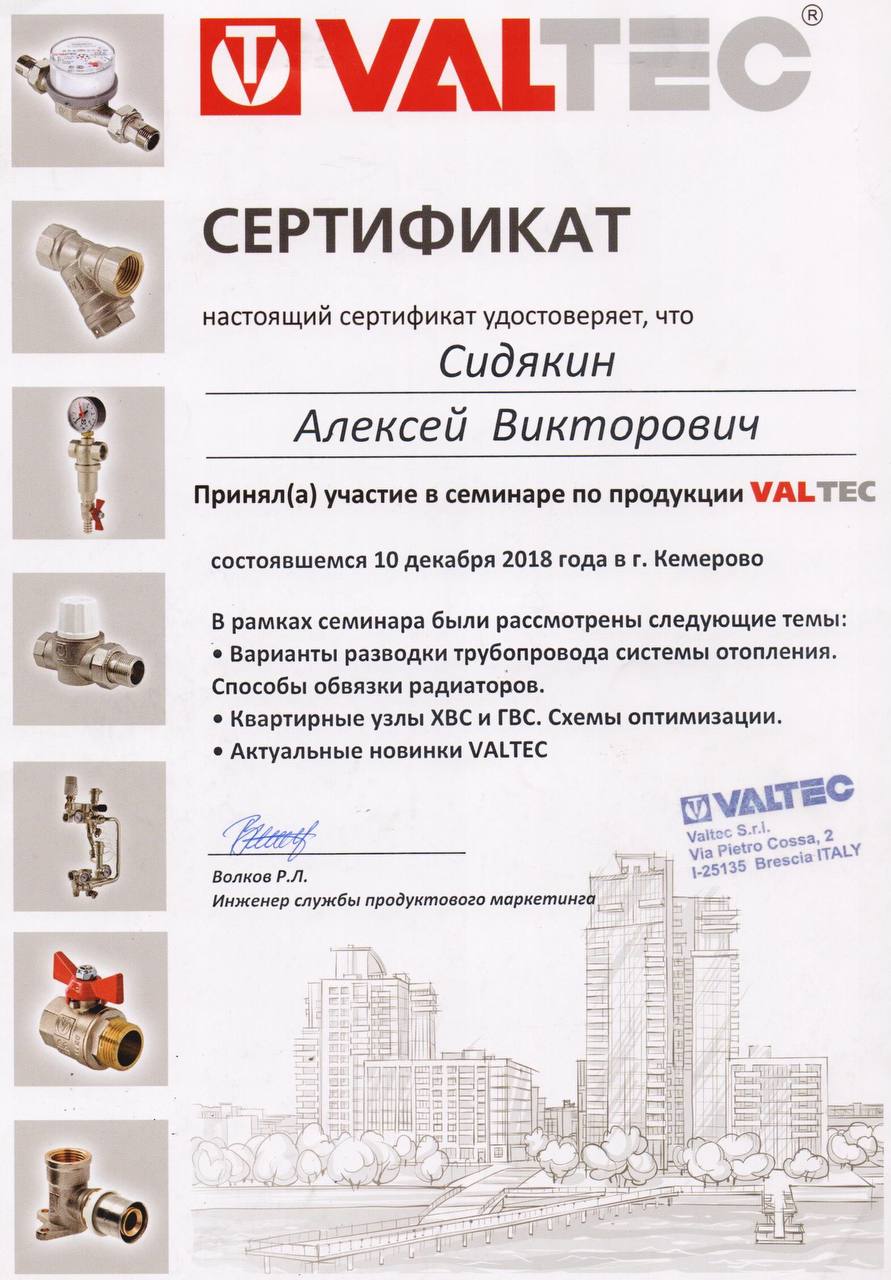 VALTEC®
СЕРТИФИКАТ
настоящий сертификат удостоверяет, что
Сидякин
Алексей Викторович
Принял(а) участие в семинаре по продукции VALTEC
состоявшемся 10 декабря 2018 года в г. Кемерово
В рамках семинара были рассмотрены следующие темы:
• Варианты разводки трубопровода системы отопления.
Способы обвязки радиаторов.
• Квартирные узлы ХВС и ГВС. Схемы оптимизации.
• Актуальные новинки VALTEC
VALTEC
Valtec S.r.l.
Via Pietro Cossa, 2
I-25135 Brescia ITALY
Волков Р.Л.
Инженер службы продуктового маркетинга